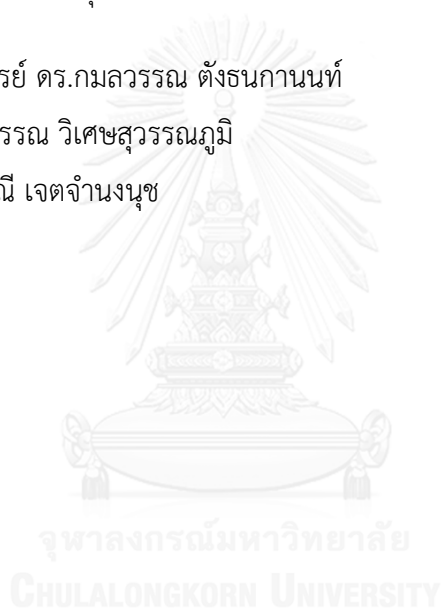 รย์ ดร.กมลวรรณ ตังธนกานนท์
รรณ วิเศษสุวรรณภูมิ
ณี เจตจำนงนุช
จุฬาลงกรณ์มหาวิทยาลัย
CHULALONGKORN UNIVERSITY